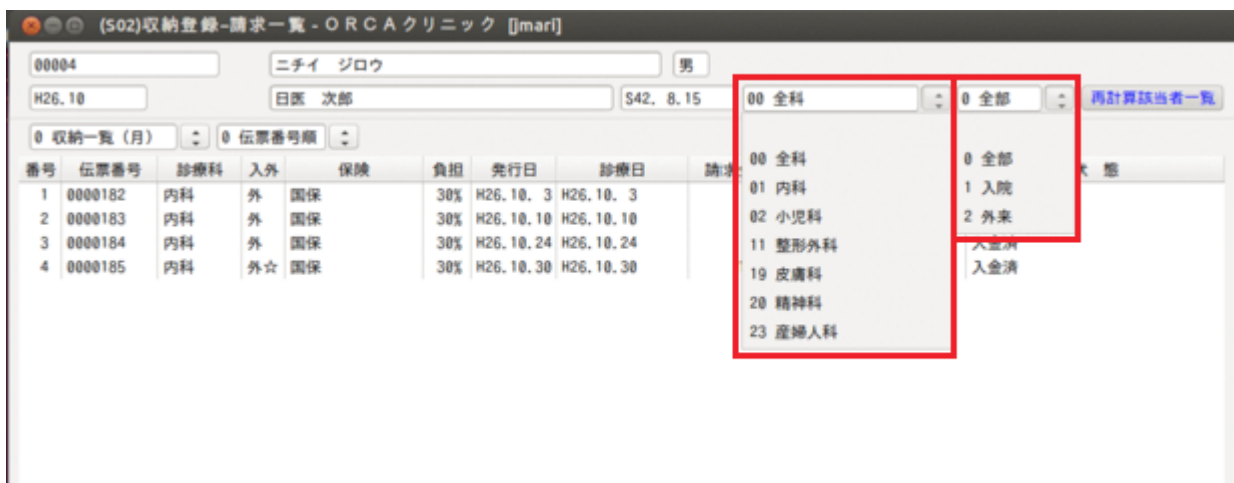 (S02)収納登録–請求一覧 - ＯＲＣＡクリニック [jmari]
00004 ニチイ ジロウ 男
H26.10 日医 次郎 S42. 8.15 00 全科 0 全部 再計算該当者一覧
0 収納一覧（月） 0 伝票番号順
番号 伝票番号 診療科 入外 保険 負担 発行日 診療日 請求 態
1 0000182 内科 外 国保 30% H26.10. 3 H26.10. 3
2 0000183 内科 外 国保 30% H26.10.10 H26.10.10
3 0000184 内科 外 国保 30% H26.10.24 H26.10.24 入金済
4 0000185 内科 外☆ 国保 30% H26.10.30 H26.10.30 入金済
00 全科
01 内科
02 小児科
11 整形外科
19 皮膚科
20 精神科
23 産婦人科
0 全部
1 入院
2 外来